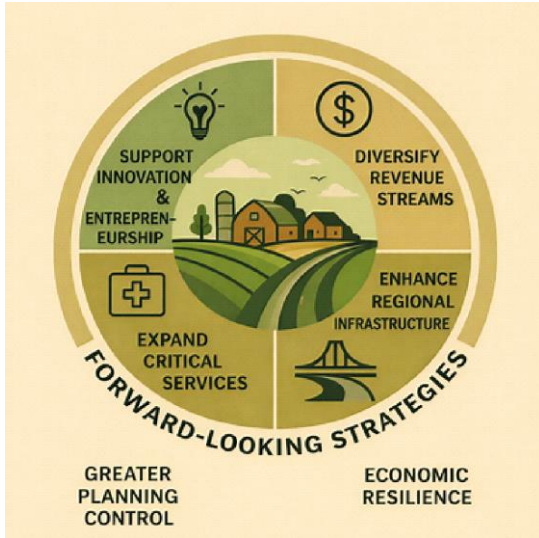 SUPPORT
INNOVATION
&
ENTREPREN-
EURSHIP
$
DIVERSIFY
REVENUE
STREAMS
EXPAND
CRITICAL
SERVICES
ENHANCE
REGIONAL
INFRASTRUCTURE
FORWARD-LOOKING STRATEGIES
GREATER
PLANNING
CONTROL
ECONOMIC
RESILIENCE